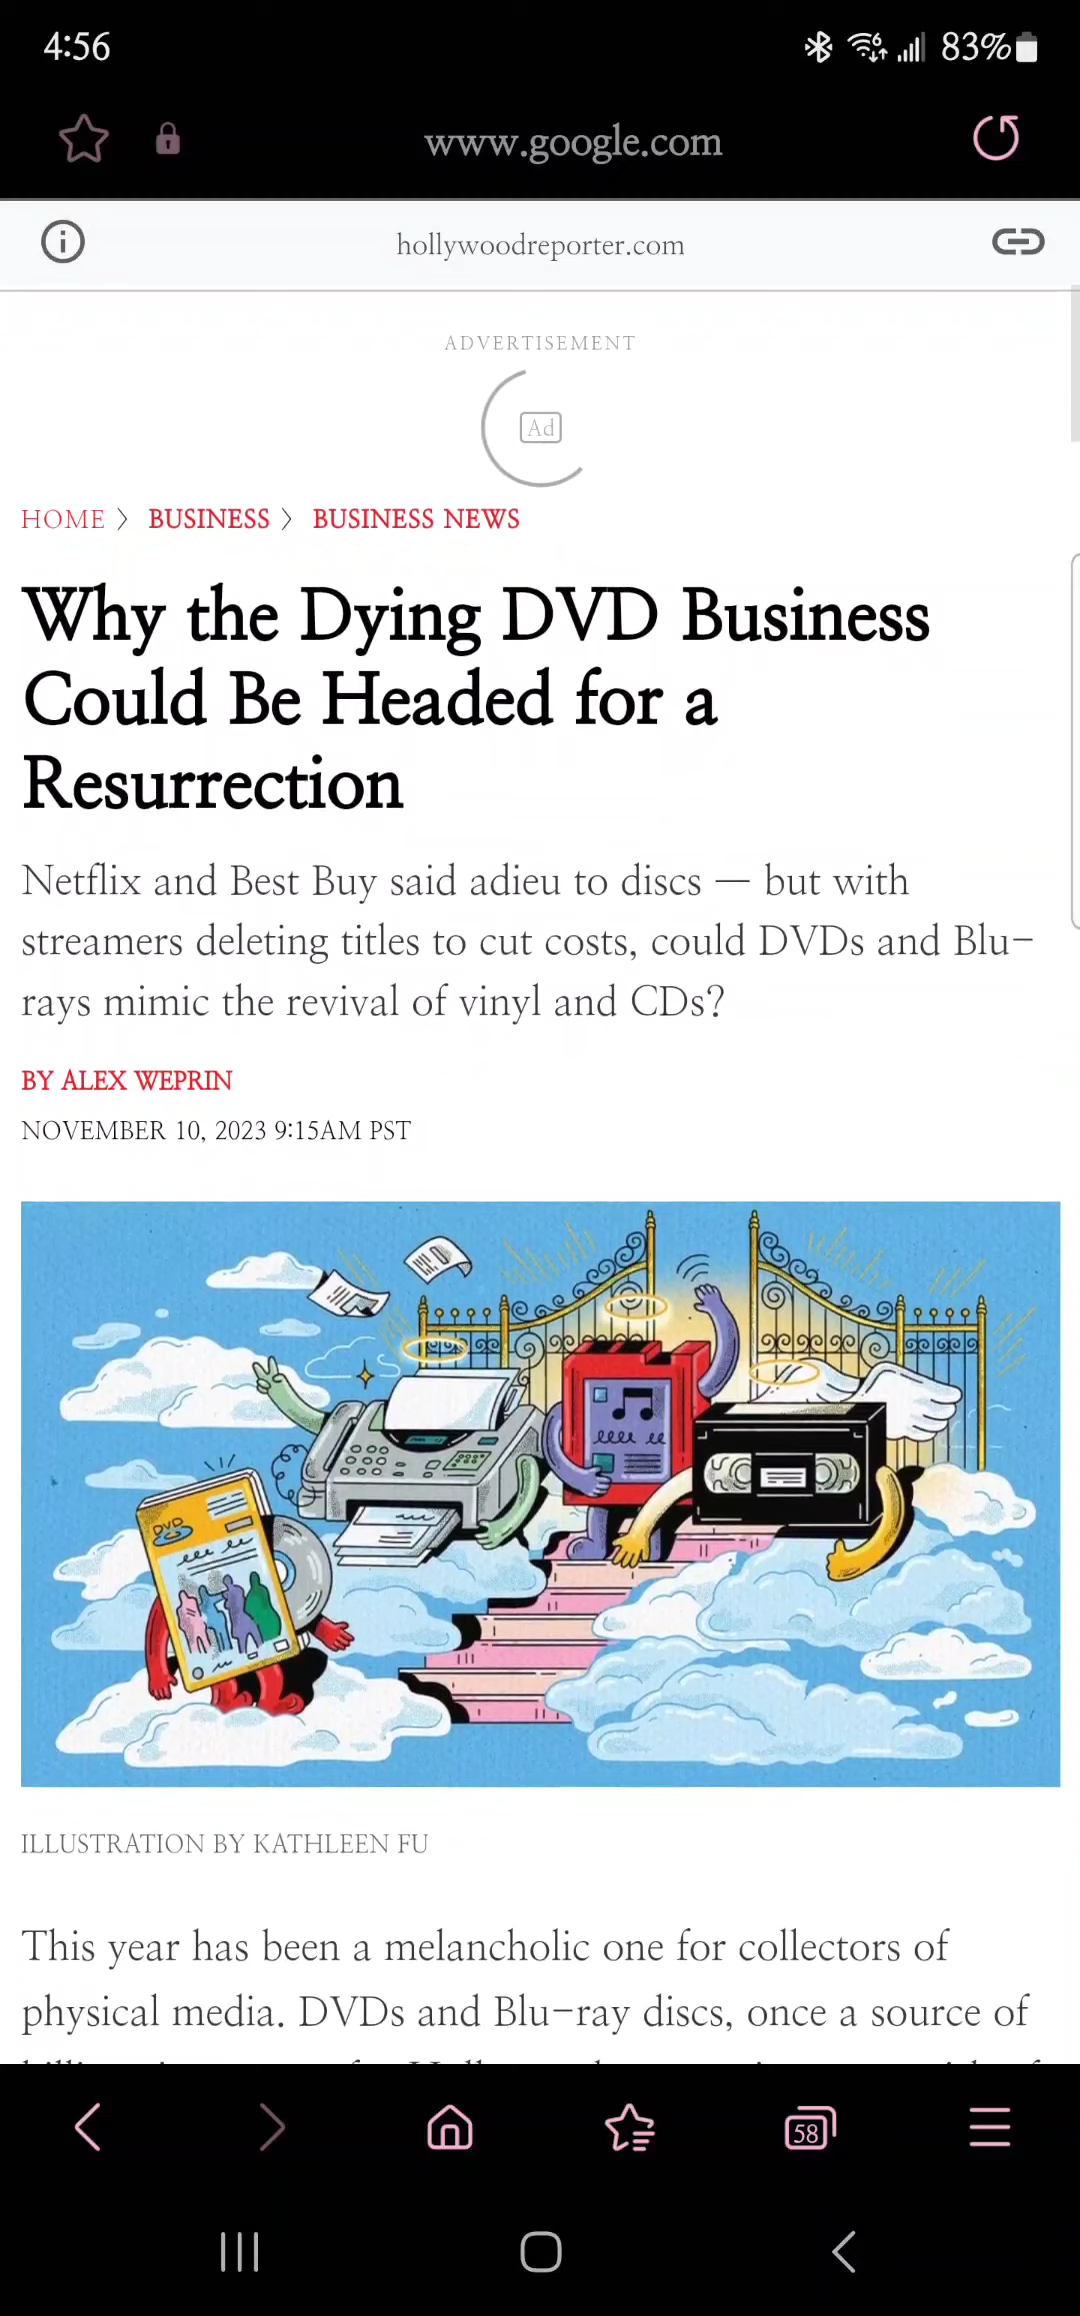 4:56
6
83%
www.google.com
hollywoodreporter.com
ADVERTISEMENT
Ad
HOME > BUSINESS > BUSINESS NEWS
Why the Dying DVD Business
Could Be Headed for a
Resurrection
Netflix and Best Buy said adieu to discs — but with
streamers deleting titles to cut costs, could DVDs and Blu-
rays mimic the revival of vinyl and CDs?
BY ALEX WEPRIN
NOVEMBER 10, 2023 9:15AM PST
DVD
ILLUSTRATION BY KATHLEEN FU
This year has been a melancholic one for collectors of
physical media. DVDs and Blu-ray discs, once a source of
58